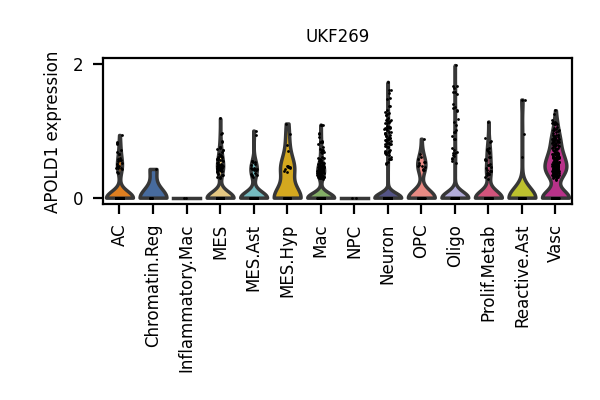 UKF269
APOLD1 expression
2
0
AC
Chromatin.Reg
Inflammatory.Mac
MES
MES.Ast
MES.Hyp
Mac
NPC
Neuron
OPC
Oligo
Prolif.Metab
Reactive.Ast
Vasc